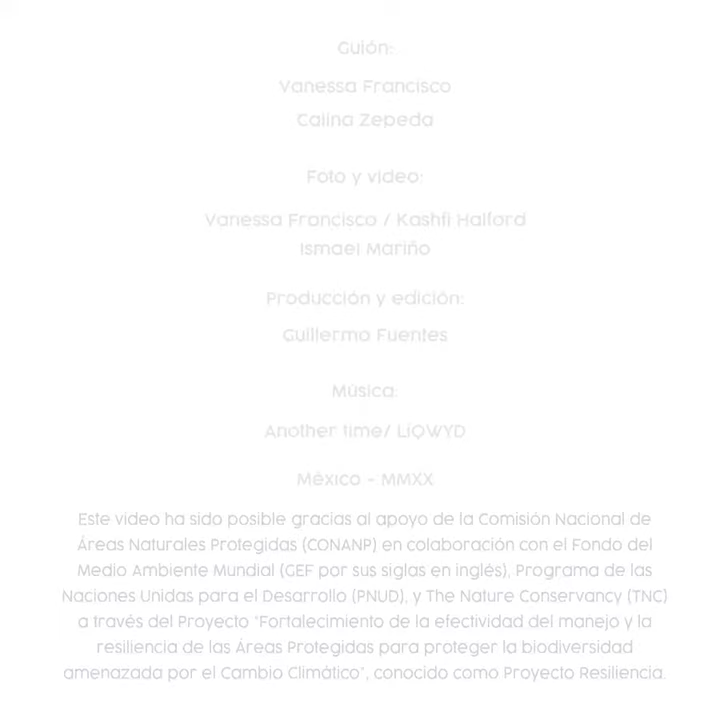 Guión:
Vanessa Francisco
Calina Zepeda
Foto y video:
Vanessa Francisco / Kashfi Halford
Ismael Mariño
Producción y edición:
Guillermo Fuentes
Música:
Another time/ LiQWYD
México - MMXX
Este video ha sido posible gracias al apoyo de la Comisión Nacional de
Áreas Naturales Protegidas (CONANP) en colaboración con el Fondo del
Medio Ambiente Mundial (GEF por sus siglas en inglés), Programa de las
Naciones Unidas para el Desarrollo (PNUD), y The Nature Conservancy (TNC)
a través del Proyecto "Fortalecimiento de la efectividad del manejo y la
resiliencia de las Áreas Protegidas para proteger la biodiversidad
amenazada por el Cambio Climático", conocido como Proyecto Resiliencia.